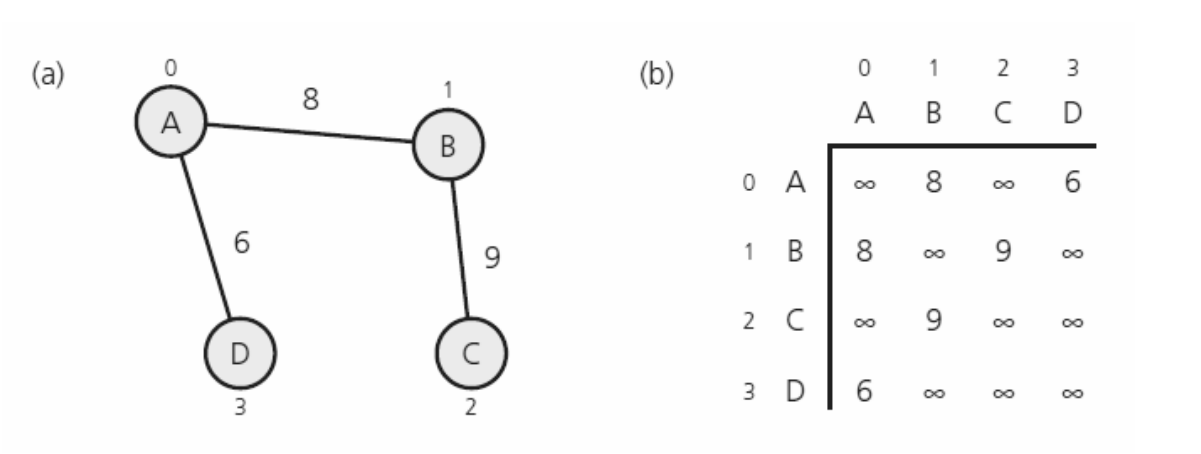 (a)
0
A
8
1
B
6
9
D
C
3
2
(b)
0 1 2 3
A B C D
0 A ∞ 8 ∞ 6
1 B 8 ∞ 9 ∞
2 C ∞ 9 ∞ ∞
3 D 6 ∞ ∞ ∞